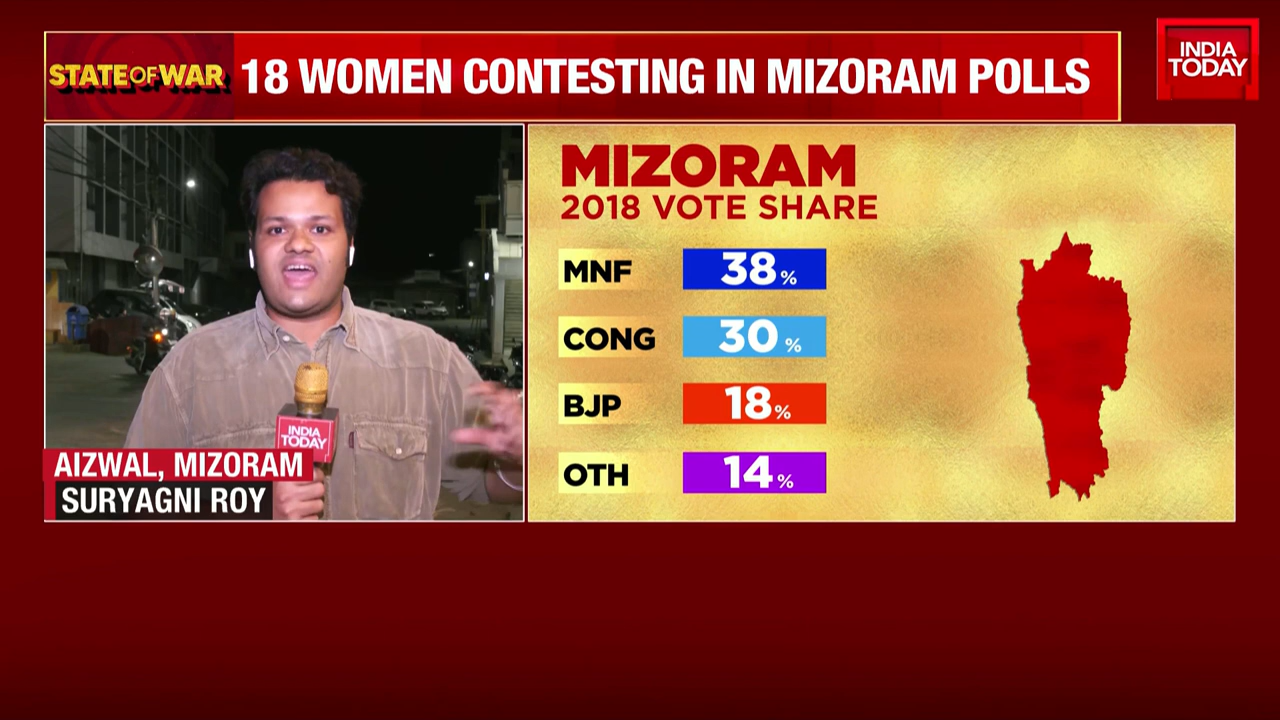 STATE OF WAR
18 WOMEN CONTESTING IN MIZORAM POLLS
INDIA
TODAY
MIZORAM
2018 VOTE SHARE
MNF 38%
CONG 30%
BJP 18%
OTH 14%
INDIA
TODAY
AIZWAL, MIZORAM
SURYAGNI ROY